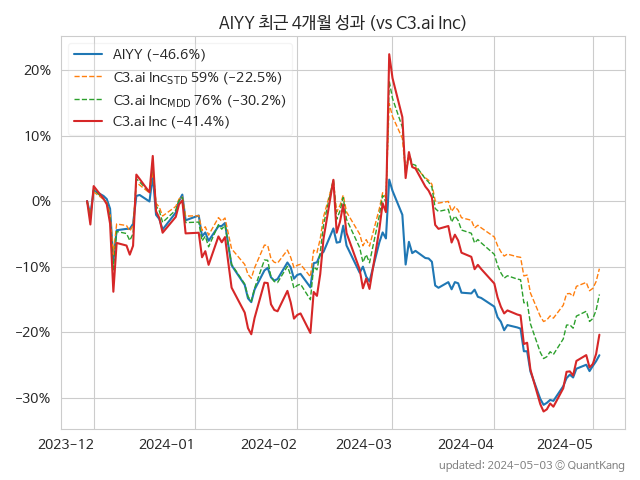 AIYY 최근 4개월 성과 (vs C3.ai Inc)
AIYY (−46.6%)
C3.ai Inc_STD 59% (−22.5%)
C3.ai Inc_MDD 76% (−30.2%)
C3.ai Inc (−41.4%)
20%
10%
0%
−10%
−20%
−30%
2023-12 2024-01 2024-02 2024-03 2024-04 2024-05
updated: 2024-05-03 © QuantKang